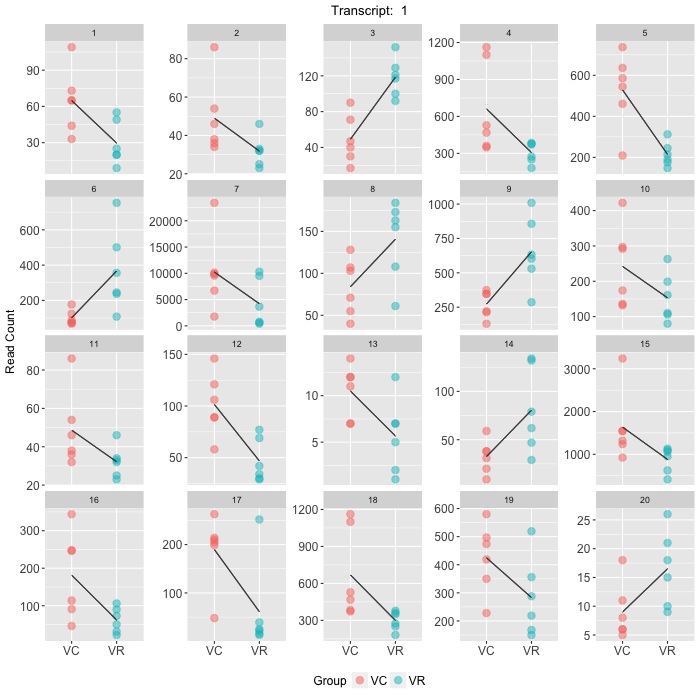 Transcript: 1
1 2 3 4 5
90 60 30
80 60 40 20
120 80 40
1200 900 600 300
600 400 200
6 7 8 9 10
600 400 200
20000 15000 10000 5000 0
150 100 50
1000 750 500 250
400 300 200 100
11 12 13 14 15
80 60 40 20
150 100 50
10 5
100 50
3000 2000 1000
16 17 18 19 20
300 200 100
200 100
1200 900 600 300
600 500 400 300 200
25 20 15 10 5
VC VR VC VR VC VR VC VR VC VR
Read Count
Group VC VR